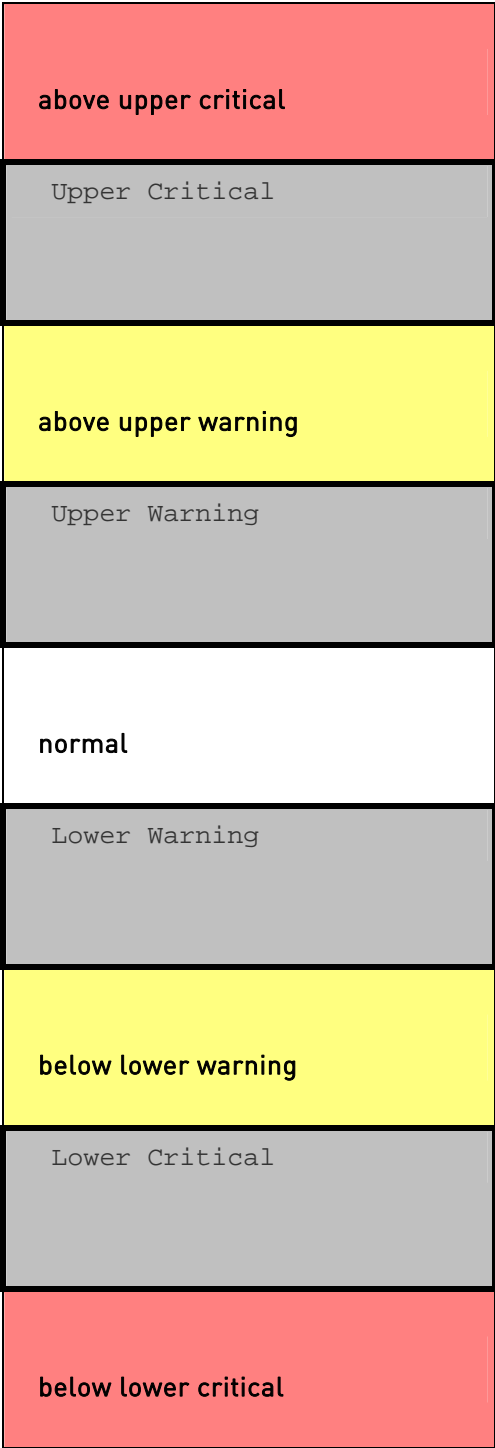 above upper critical
Upper Critical
above upper warning
Upper Warning
normal
Lower Warning
below lower warning
Lower Critical
below lower critical